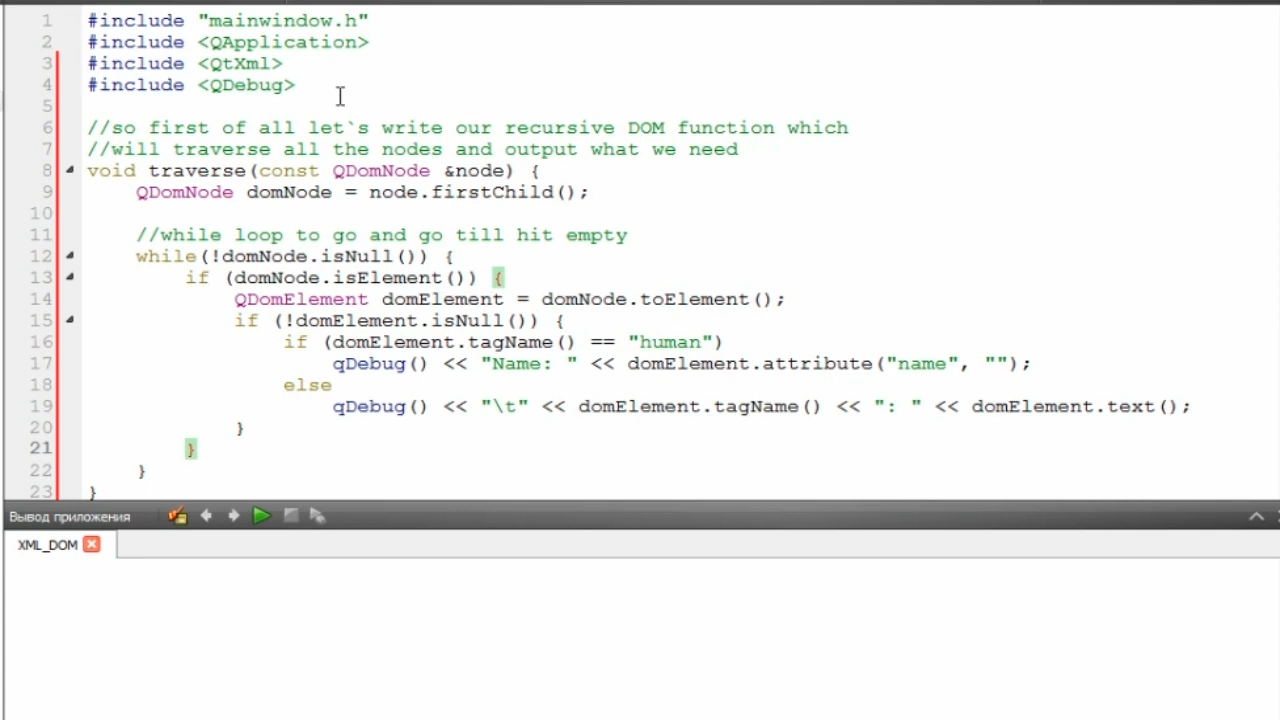 1 #include "mainwindow.h"
2 #include <QApplication>
3 #include <QtXml>
4 #include <QDebug>
5
6 //so first of all let`s write our recursive DOM function which
7 //will traverse all the nodes and output what we need
8 void traverse(const QDomNode &node) {
9 QDomNode domNode = node.firstChild();
10
11 //while loop to go and go till hit empty
12 while(!domNode.isNull()) {
13 if (domNode.isElement()) {
14 QDomElement domElement = domNode.toElement();
15 if (!domElement.isNull()) {
16 if (domElement.tagName() == "human")
17 qDebug() << "Name: " << domElement.attribute("name", "");
18 else
19 qDebug() << "\t" << domElement.tagName() << ": " << domElement.text();
20 }
21 }
22 }
23 }
Вывод приложения
XML_DOM